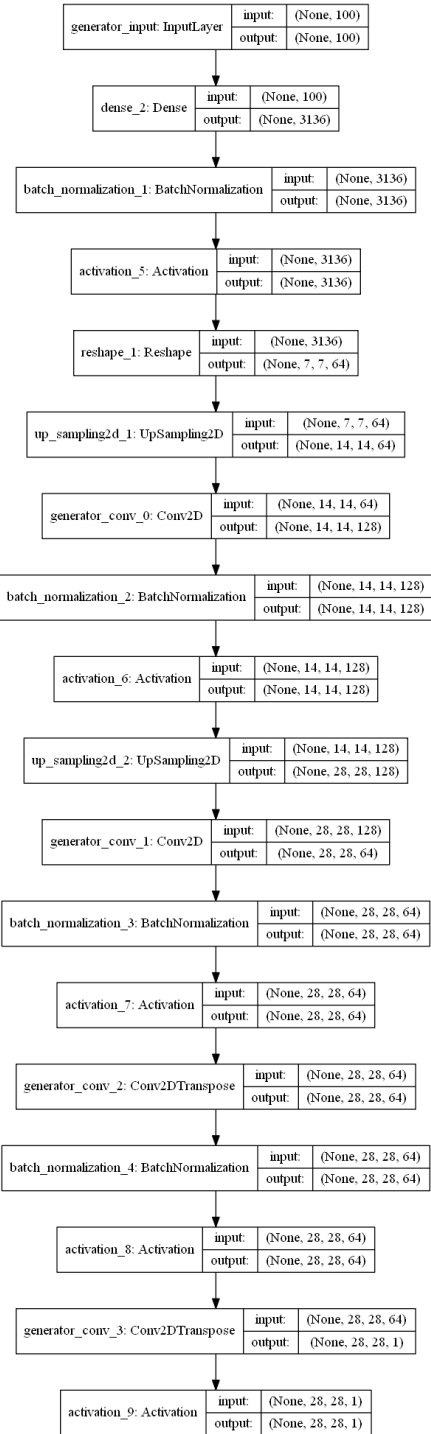 generator_input: InputLayer
input: (None, 100)
output: (None, 100)
dense_2: Dense
input: (None, 100)
output: (None, 3136)
batch_normalization_1: BatchNormalization
input: (None, 3136)
output: (None, 3136)
activation_5: Activation
input: (None, 3136)
output: (None, 3136)
reshape_1: Reshape
input: (None, 3136)
output: (None, 7, 7, 64)
up_sampling2d_1: UpSampling2D
input: (None, 7, 7, 64)
output: (None, 14, 14, 64)
generator_conv_0: Conv2D
input: (None, 14, 14, 64)
output: (None, 14, 14, 128)
batch_normalization_2: BatchNormalization
input: (None, 14, 14, 128)
output: (None, 14, 14, 128)
activation_6: Activation
input: (None, 14, 14, 128)
output: (None, 14, 14, 128)
up_sampling2d_2: UpSampling2D
input: (None, 14, 14, 128)
output: (None, 28, 28, 128)
generator_conv_1: Conv2D
input: (None, 28, 28, 128)
output: (None, 28, 28, 64)
batch_normalization_3: BatchNormalization
input: (None, 28, 28, 64)
output: (None, 28, 28, 64)
activation_7: Activation
input: (None, 28, 28, 64)
output: (None, 28, 28, 64)
generator_conv_2: Conv2DTranspose
input: (None, 28, 28, 64)
output: (None, 28, 28, 64)
batch_normalization_4: BatchNormalization
input: (None, 28, 28, 64)
output: (None, 28, 28, 64)
activation_8: Activation
input: (None, 28, 28, 64)
output: (None, 28, 28, 64)
generator_conv_3: Conv2DTranspose
input: (None, 28, 28, 64)
output: (None, 28, 28, 1)
activation_9: Activation
input: (None, 28, 28, 1)
output: (None, 28, 28, 1)